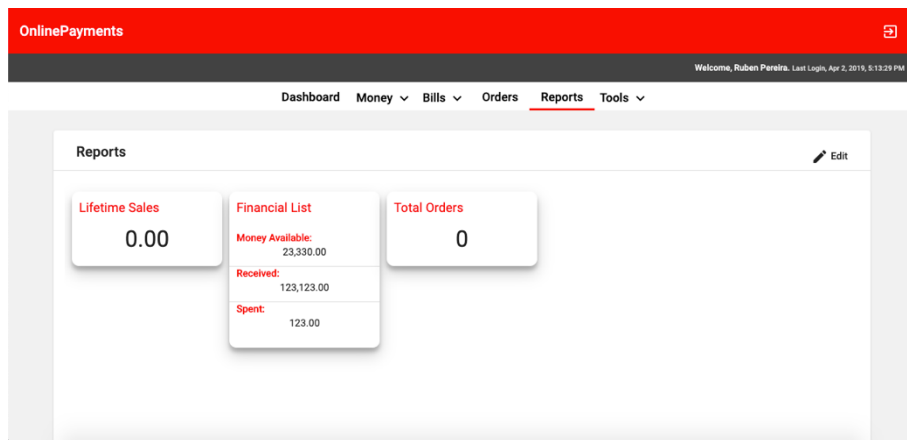 OnlinePayments
Welcome, Ruben Pereira. Last Login, Apr 2, 2019, 5:13:29 PM
Dashboard Money Bills Orders Reports Tools
Reports
Edit
Lifetime Sales
0.00
Financial List
Money Available:
23,330.00
Received:
123,123.00
Spent:
123.00
Total Orders
0